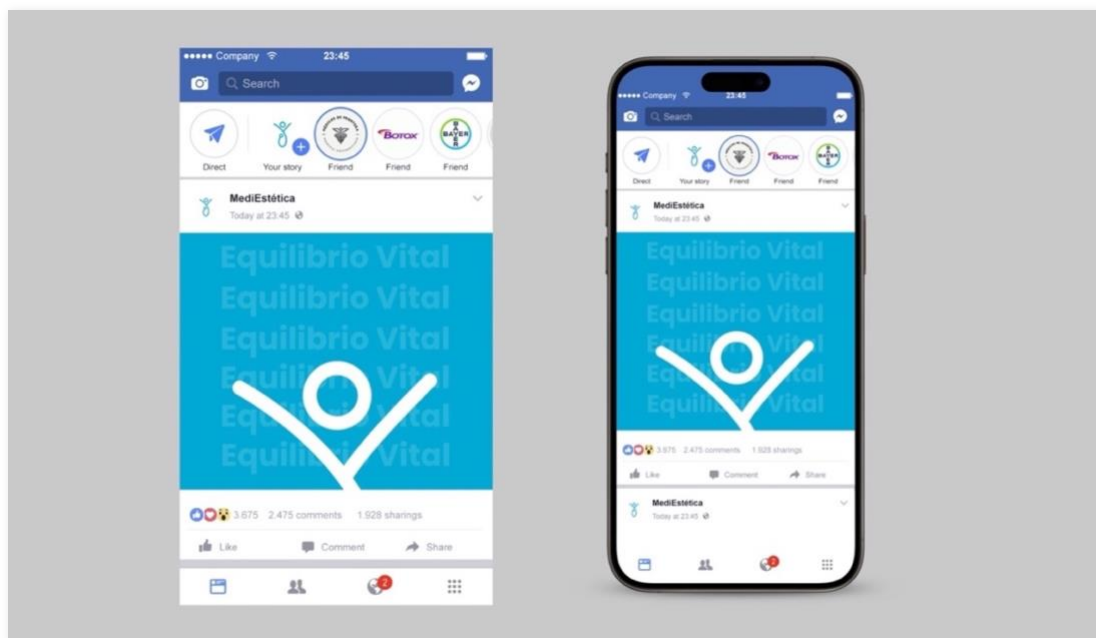 Company 23:45
Search
BOTOX
BAYER
Direct Your story Friend Friend Friend
MediEstética
Today at 23:45
Equilibrio Vital
Equilibrio Vital
Equilibrio Vital
Equilibrio Vital
Equilibrio Vital
Equilibrio Vital
3.675 2.475 comments 1.928 sharings
Like Comment Share
2
Company 23:45
Search
BOTOX
BAYER
Direct Your story Friend Friend Friend
MediEstética
Today at 23:45
Equilibrio Vital
Equilibrio Vital
Equilibrio Vital
Equilibrio Vital
Equilibrio Vital
Equilibrio Vital
3.675 2.475 comments 1.928 sharings
Like Comment Share
MediEstética
Today at 23:45
2